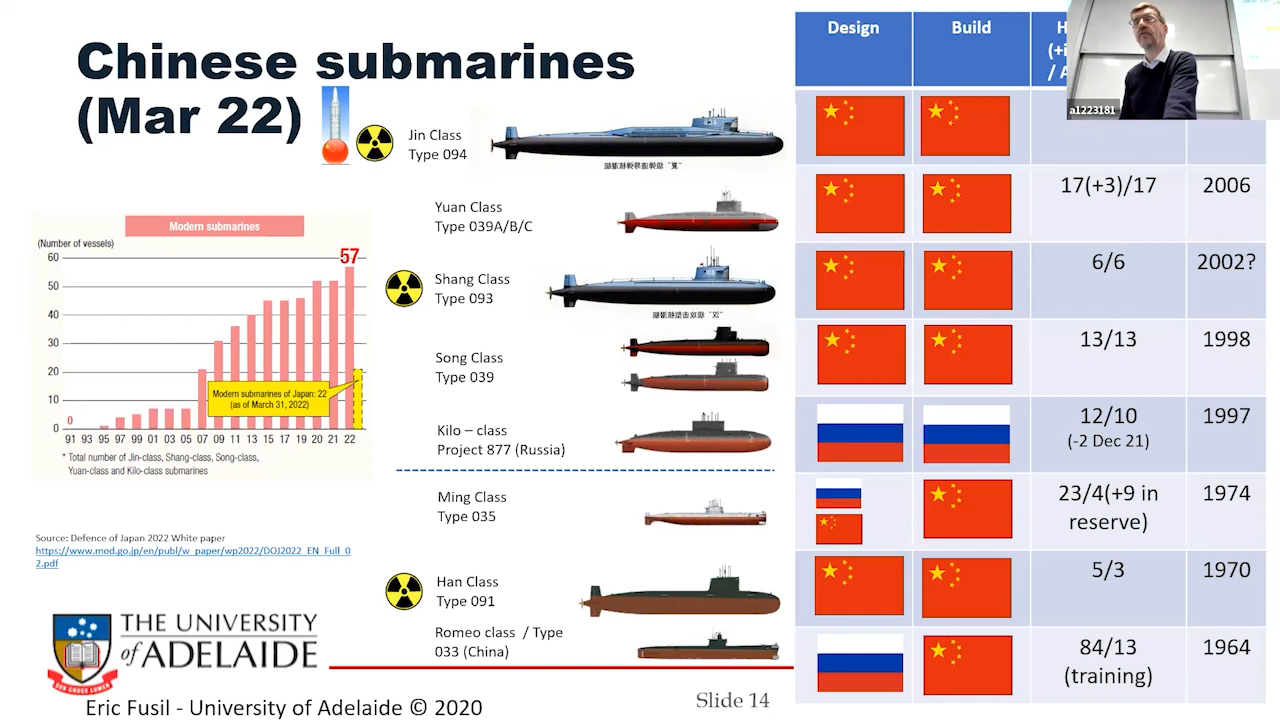 Chinese submarines
(Mar 22)
Design
Build
a1223181
Jin Class
Type 094
Yuan Class
Type 039A/B/C
17(+3)/17
2006
Shang Class
Type 093
6/6
2002?
Song Class
Type 039
13/13
1998
Kilo – class
Project 877 (Russia)
12/10
(-2 Dec 21)
1997
Ming Class
Type 035
23/4(+9 in
reserve)
1974
Han Class
Type 091
5/3
1970
Romeo class / Type
033 (China)
84/13
(training)
1964
Modern submarines
(Number of vessels)
57
60
50
40
30
20
10
0
0
Modern submarines of Japan: 22
(as of March 31, 2022)
91 93 95 97 99 01 03 05 07 09 11 13 15 17 19 20 21 22
* Total number of Jin-class, Shang-class, Song-class,
Yuan-class and Kilo-class submarines
Source: Defence of Japan 2022 White paper
https://www.mod.go.jp/en/publ/w_paper/wp2022/DOJ2022_EN_Full_0
2.pdf
THE UNIVERSITY
of ADELAIDE
SUB CRUCE LUMEN
Eric Fusil - University of Adelaide © 2020
Slide 14